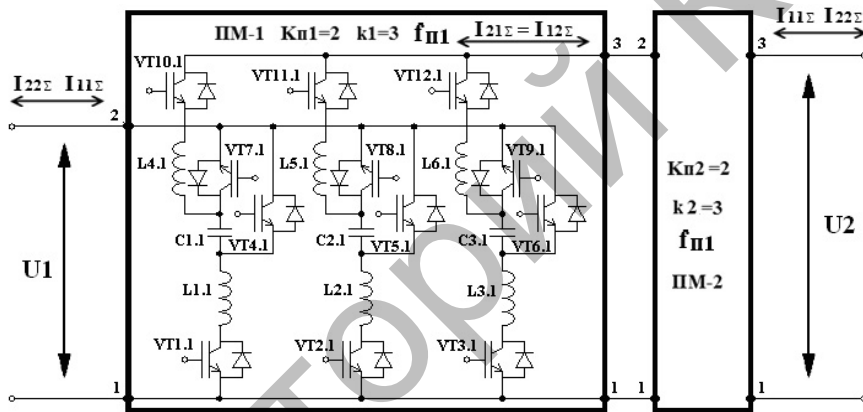 ПМ-1 Кп1=2 k1=3 fп1
I21Σ = I12Σ
I11Σ I22Σ
I22Σ I11Σ
VT10.1
VT11.1
VT12.1
3
2
3
2
L4.1
VT7.1
L5.1
VT8.1
L6.1
VT9.1
C1.1
VT4.1
C2.1
VT5.1
C3.1
VT6.1
U1
L1.1
L2.1
L3.1
VT1.1
VT2.1
VT3.1
Кп2=2
k2=3
fп1
ПМ-2
U2
1
1
1
1
торий К